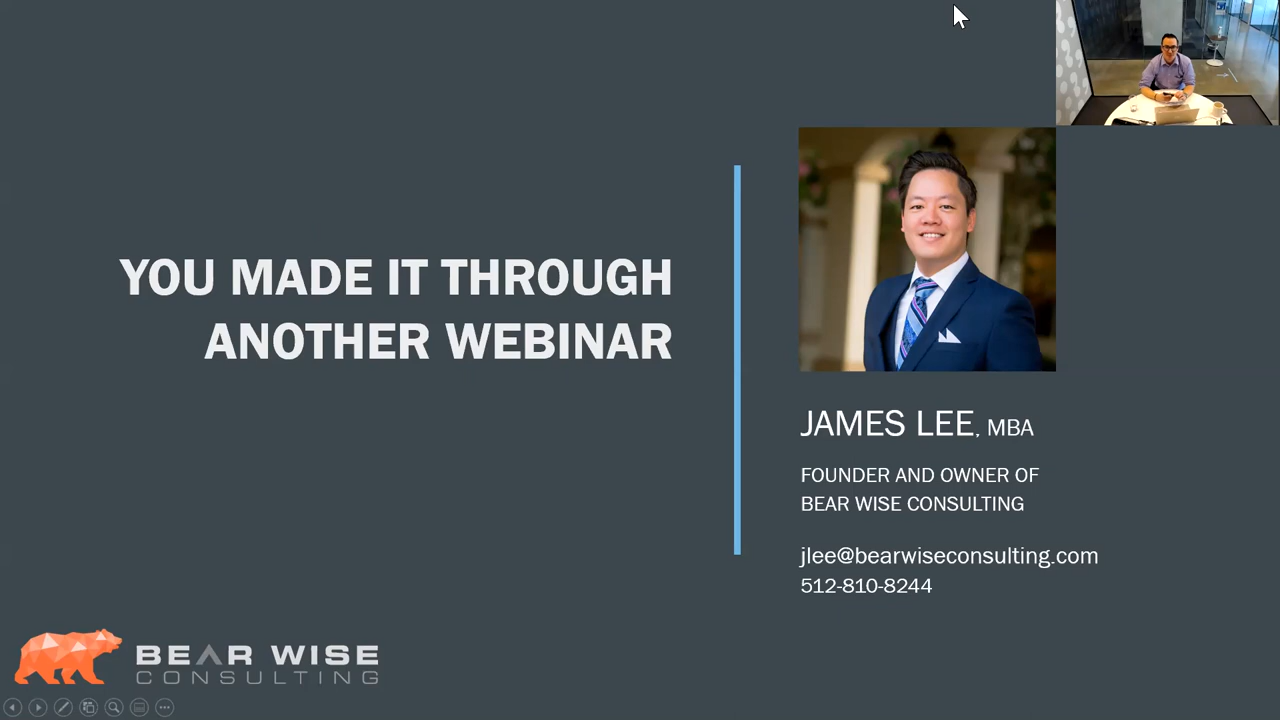 YOU MADE IT THROUGH
ANOTHER WEBINAR
JAMES LEE, MBA
FOUNDER AND OWNER OF
BEAR WISE CONSULTING
jlee@bearwiseconsulting.com
512-810-8244
BEAR WISE
CONSULTING